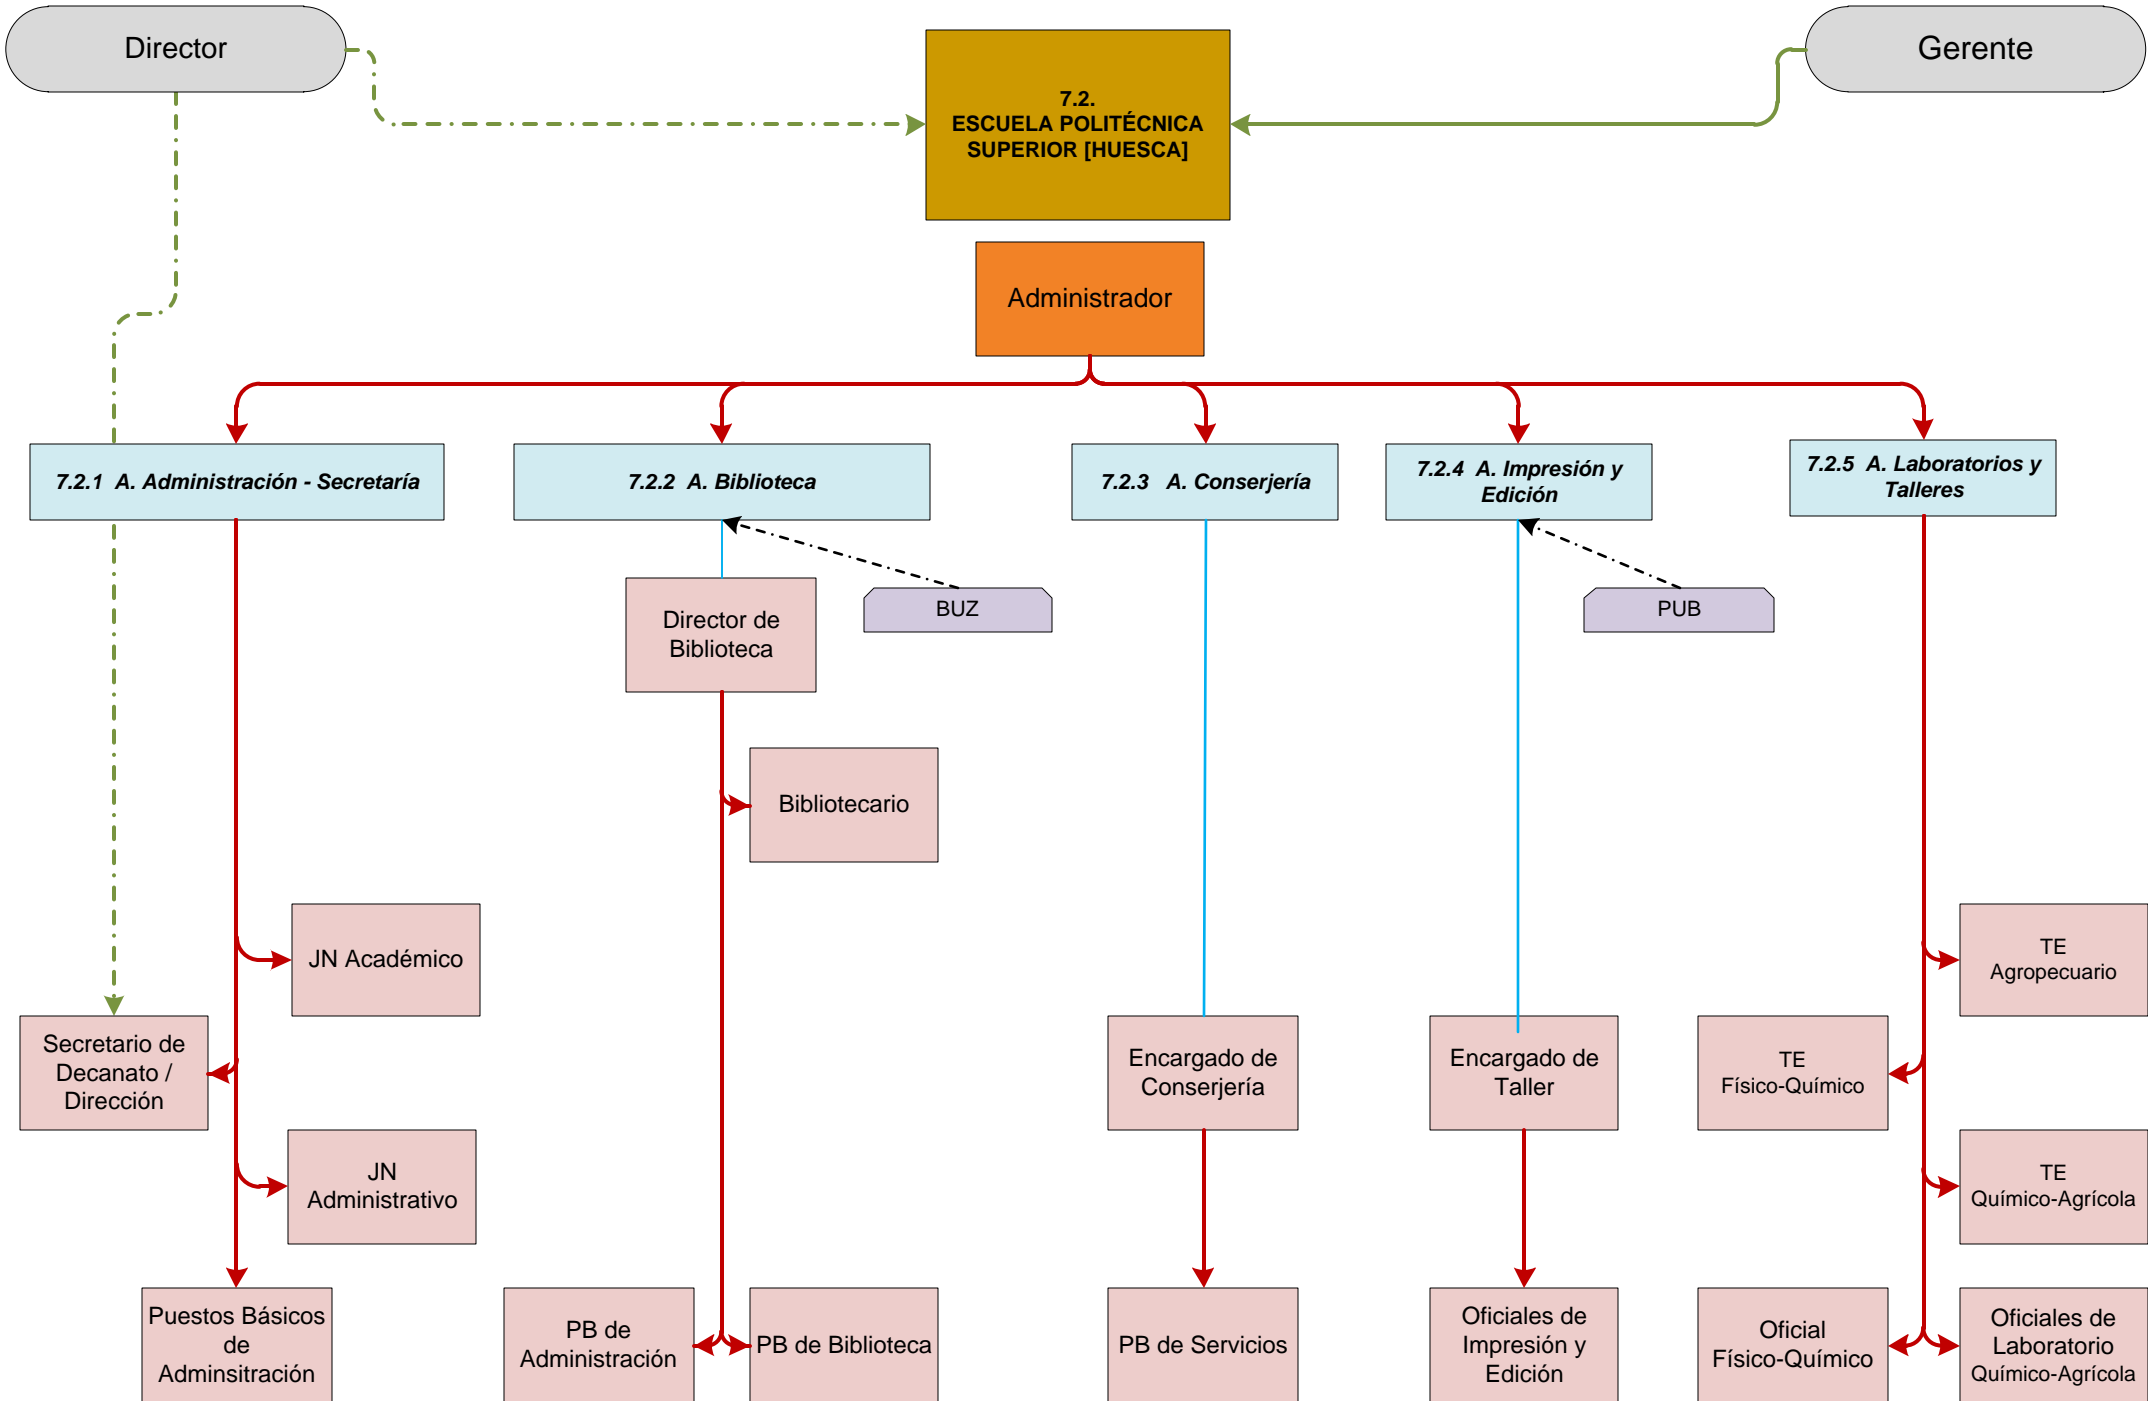 Director
Gerente
7.2.
ESCUELA POLITÉCNICA
SUPERIOR [HUESCA]
Administrador
7.2.1  A. Administración - Secretaría
7.2.2  A. Biblioteca
7.2.3   A. Conserjería
7.2.4  A. Impresión y
Edición
7.2.5  A. Laboratorios y
Talleres
Director de
Biblioteca
BUZ
PUB
Bibliotecario
JN Académico
TE
Agropecuario
Secretario de
Decanato /
Dirección
Encargado de
Conserjería
Encargado de
Taller
TE
Físico-Químico
JN
Administrativo
TE
Químico-Agrícola
Puestos Básicos
de
Adminsitración
PB de
Administración
PB de Biblioteca
PB de Servicios
Oficiales de
Impresión y
Edición
Oficial
Físico-Químico
Oficiales de
Laboratorio
Químico-Agrícola